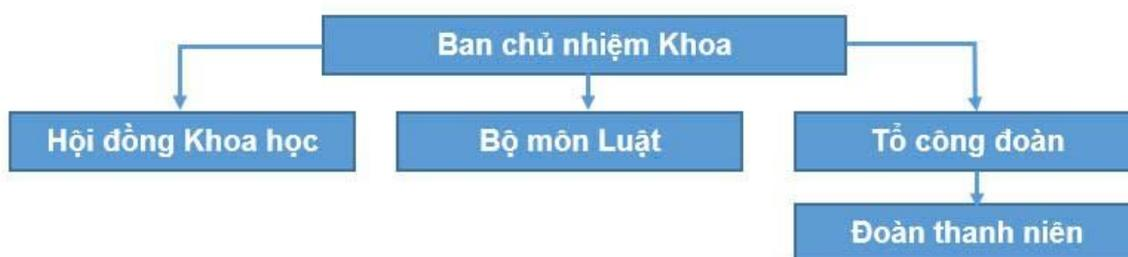 Ban chủ nhiệm Khoa
Hội đồng Khoa học
Bộ môn Luật
Tổ công đoàn
Đoàn thanh niên